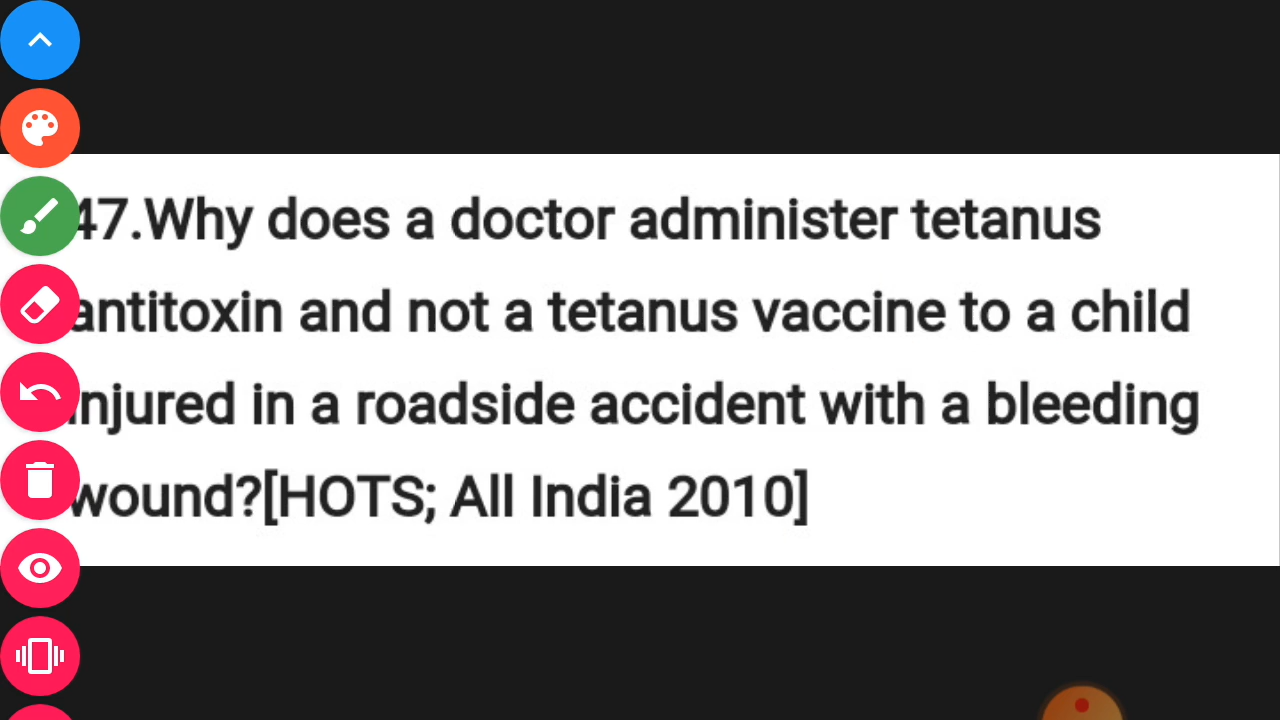 47.Why does a doctor administer tetanus
antitoxin and not a tetanus vaccine to a child
injured in a roadside accident with a bleeding
wound?[HOTS; All India 2010]